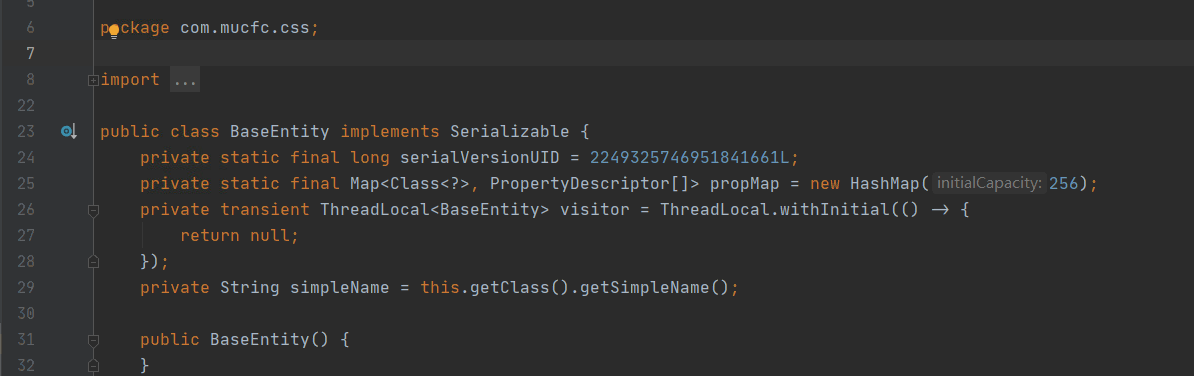 5
6 package com.mucfc.css;
7
8 import ...
22
23 public class BaseEntity implements Serializable {
24 private static final long serialVersionUID = 2249325746951841661L;
25 private static final Map<Class<?>, PropertyDescriptor[]> propMap = new HashMap( initialCapacity: 256);
26 private transient ThreadLocal<BaseEntity> visitor = ThreadLocal.withInitial(() -> {
27 return null;
28 });
29 private String simpleName = this.getClass().getSimpleName();
30
31 public BaseEntity() {
32 }